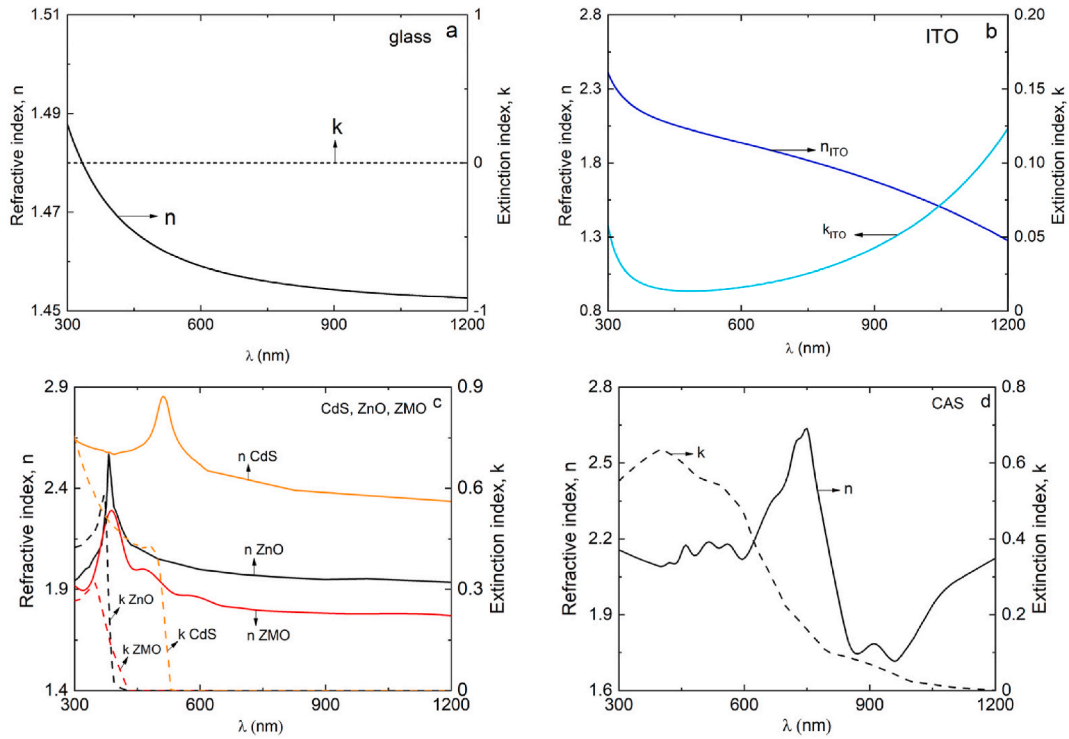 glass a
Refractive index, n
1.51
1.49
1.47
1.45
300
600
900
1200
λ (nm)
1
0
-1
Extinction index, k
k
n
ITO b
Refractive index, n
2.8
2.3
1.8
1.3
0.8
300
600
900
1200
λ (nm)
0.20
0.15
0.10
0.05
0
Extinction index, k
nITO
kITO
CdS, ZnO, ZMO c
Refractive index, n
2.9
2.4
1.9
1.4
300
600
900
1200
λ (nm)
0.9
0.6
0.3
0
Extinction index, k
n CdS
n ZnO
k ZnO
k CdS
n ZMO
k ZMO
CAS d
Refractive index, n
2.8
2.5
2.2
1.9
1.6
300
600
900
1200
λ (nm)
0.8
0.6
0.4
0.2
0
Extinction index, k
k
n